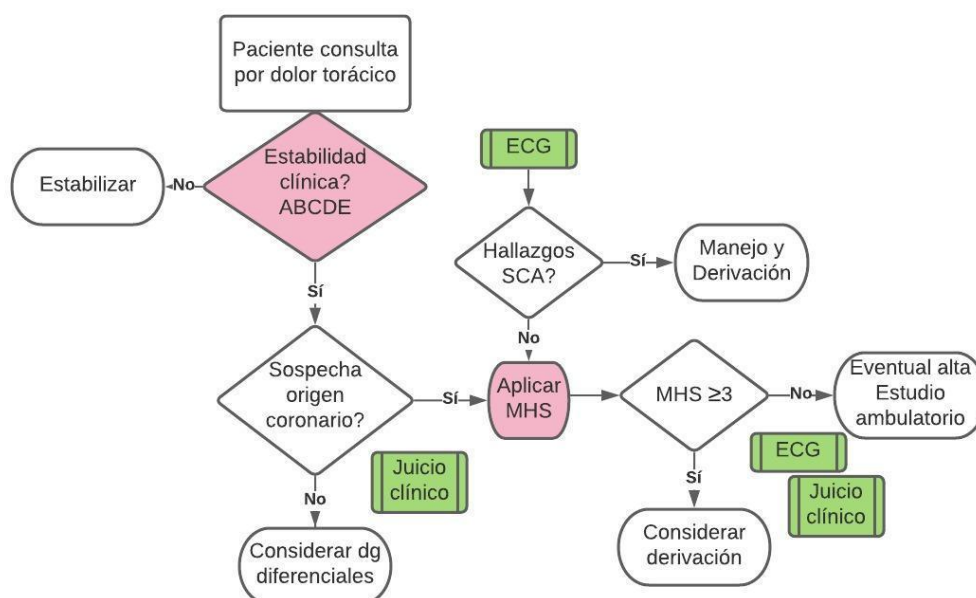 Paciente consulta
por dolor torácico
Estabilidad
clínica?
ABCDE
No
Estabilizar
Sí
Sospecha
origen
coronario?
No
Considerar dg
diferenciales
Sí
Juicio
clínico
ECG
Hallazgos
SCA?
Sí
Manejo y
Derivación
No
Aplicar
MHS
MHS ≥3
No
Eventual alta
Estudio
ambulatorio
ECG
Juicio
clínico
Sí
Considerar
derivación